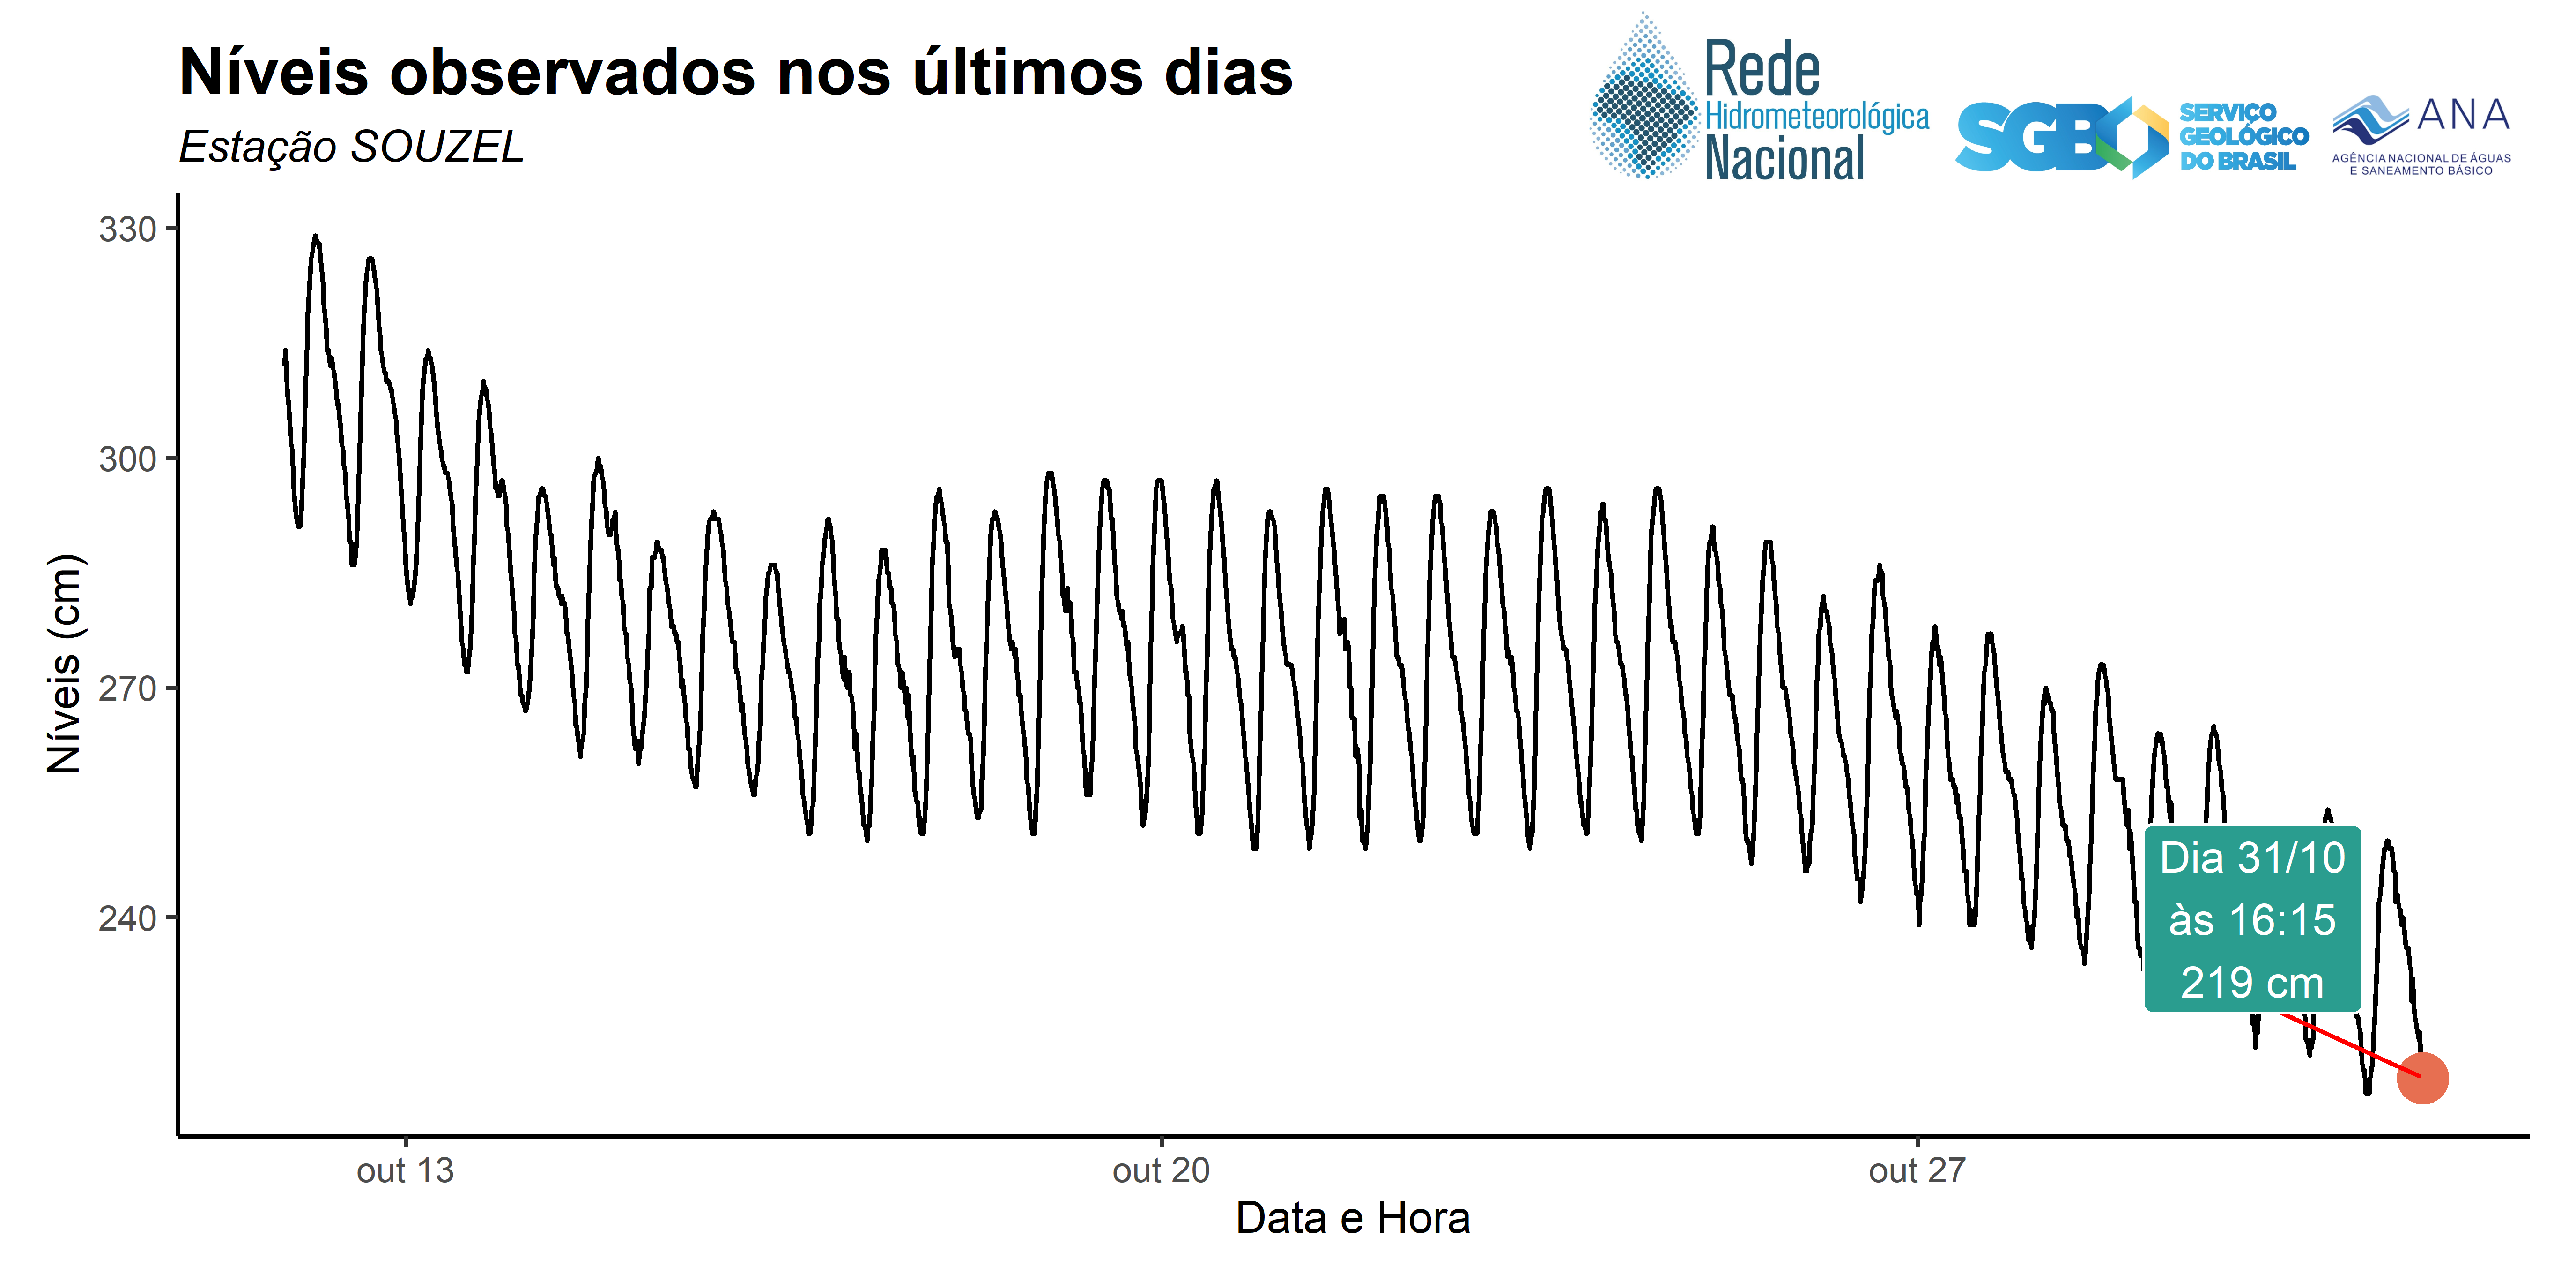 Níveis observados nos últimos dias
Estação SOUZEL
Rede
Hidrometeorológica
Nacional
SGB
SERVIÇO
GEOLÓGICO
DO BRASIL
ANA
AGÊNCIA NACIONAL DE ÁGUAS
E SANEAMENTO BÁSICO
330
300
270
240
Níveis (cm)
Dia 31/10
às 16:15
219 cm
out 13
out 20
out 27
Data e Hora